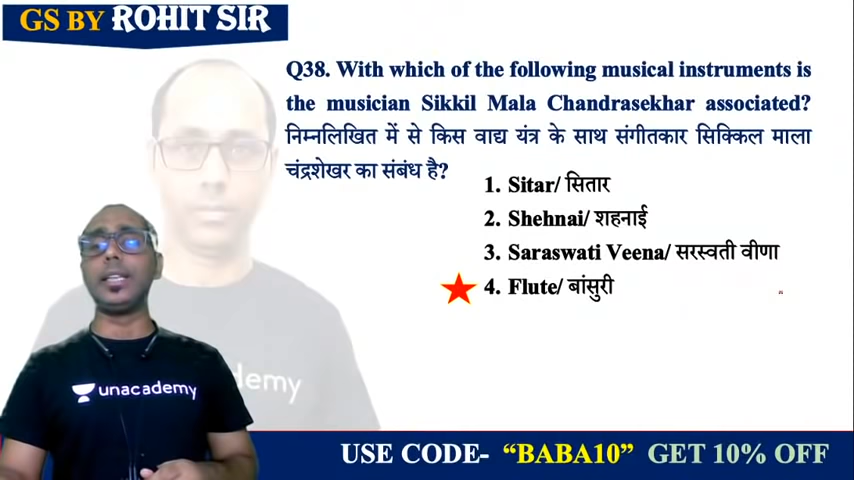 GS BY ROHIT SIR
Q38. With which of the following musical instruments is
the musician Sikkil Mala Chandrasekhar associated?
निम्नलिखित में से किस वाद्य यंत्र के साथ संगीतकार सिक्किल माला
चंद्रशेखर का संबंध है?
1. Sitar/ सितार
2. Shehnai/ शहनाई
3. Saraswati Veena/ सरस्वती वीणा
4. Flute/ बांसुरी
unacademy
demy
USE CODE- “BABA10” GET 10% OFF